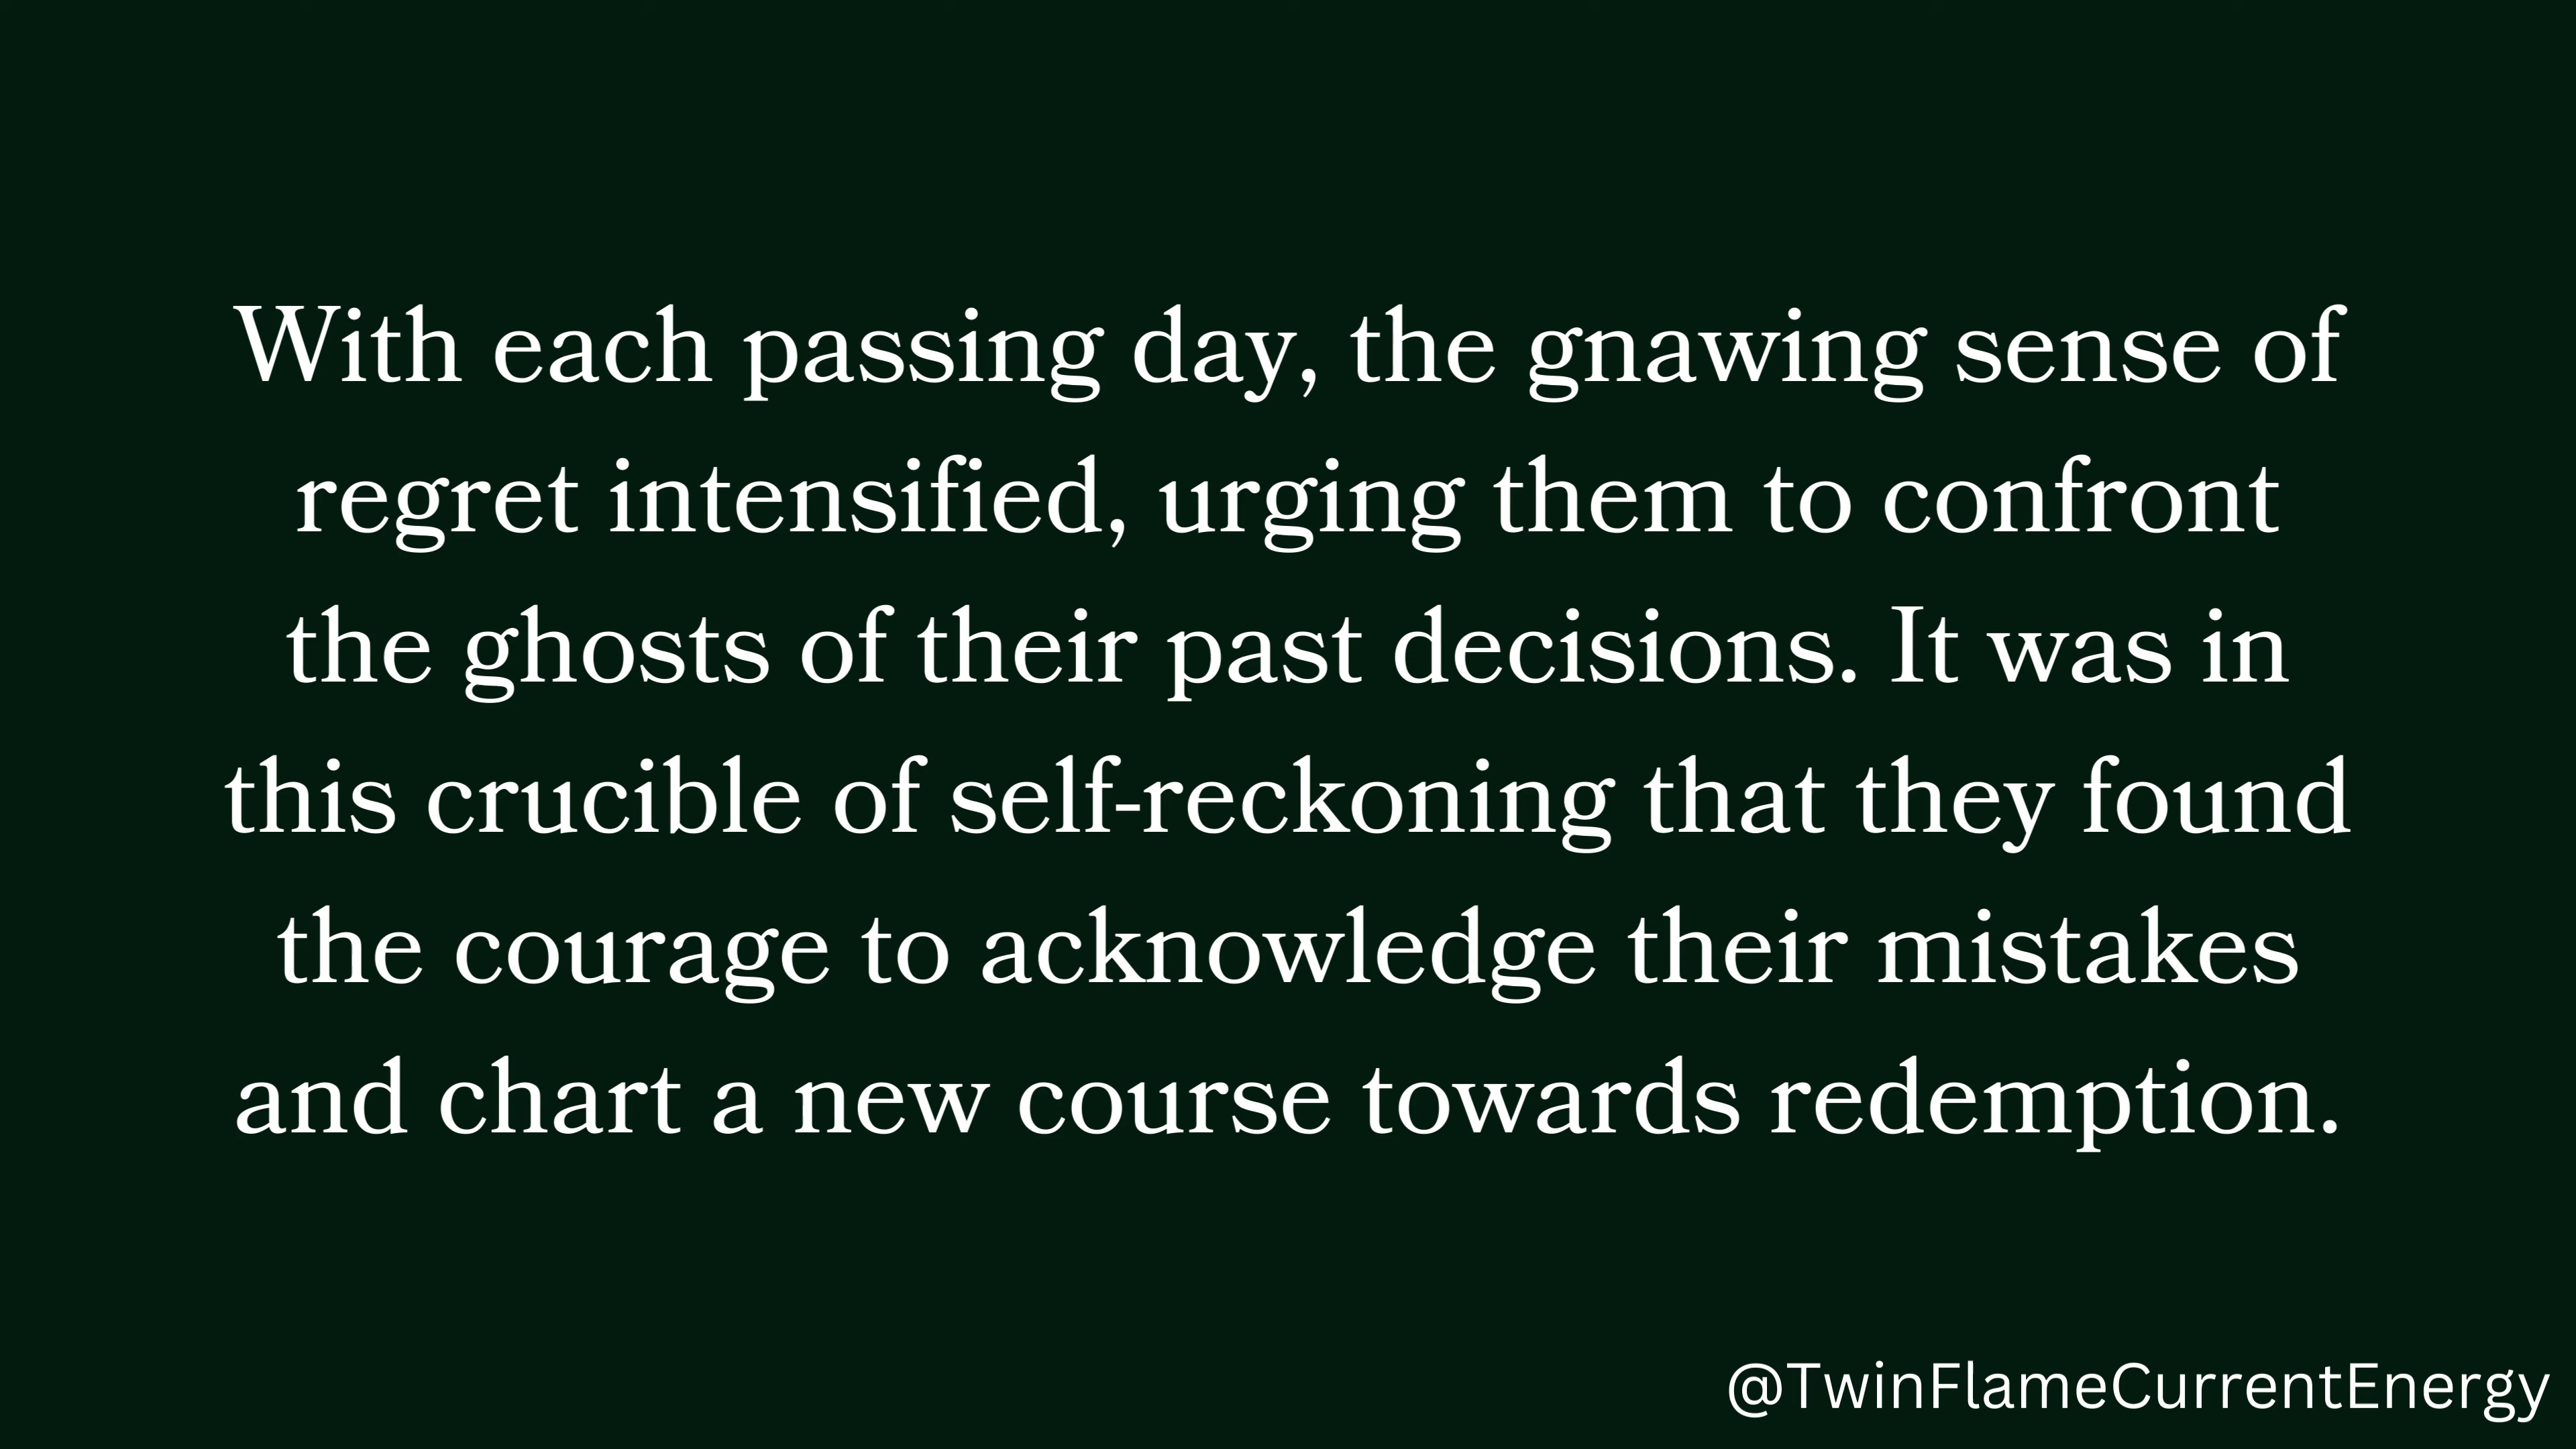 With each passing day, the gnawing sense of
regret intensified, urging them to confront
the ghosts of their past decisions. It was in
this crucible of self-reckoning that they found
the courage to acknowledge their mistakes
and chart a new course towards redemption.
@TwinFlameCurrentEnergy